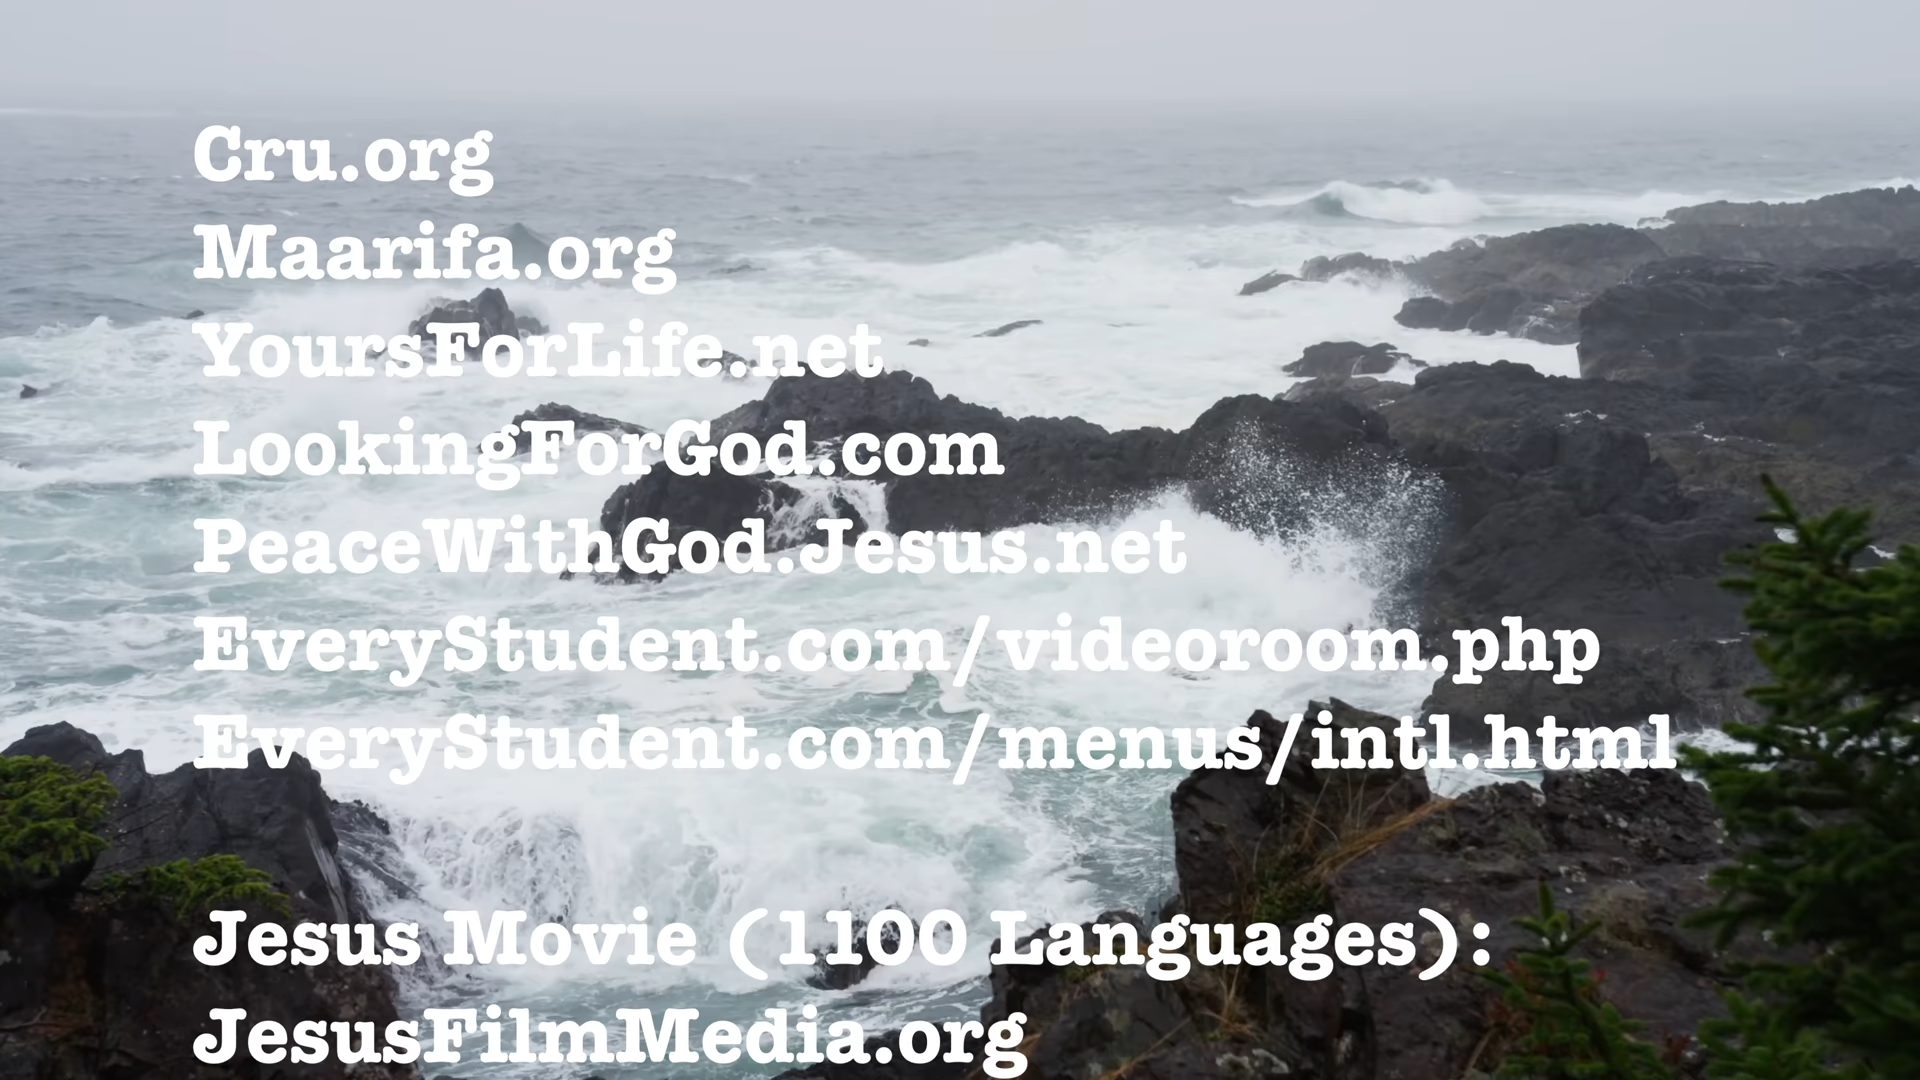 Cru.org
Maarifa.org
YoursForLife.net
LookingForGod.com
PeaceWithGod.Jesus.net
EveryStudent.com/videoroom.php
EveryStudent.com/menus/intl.html
Jesus Movie (1100 Languages):
JesusFilmMedia.org